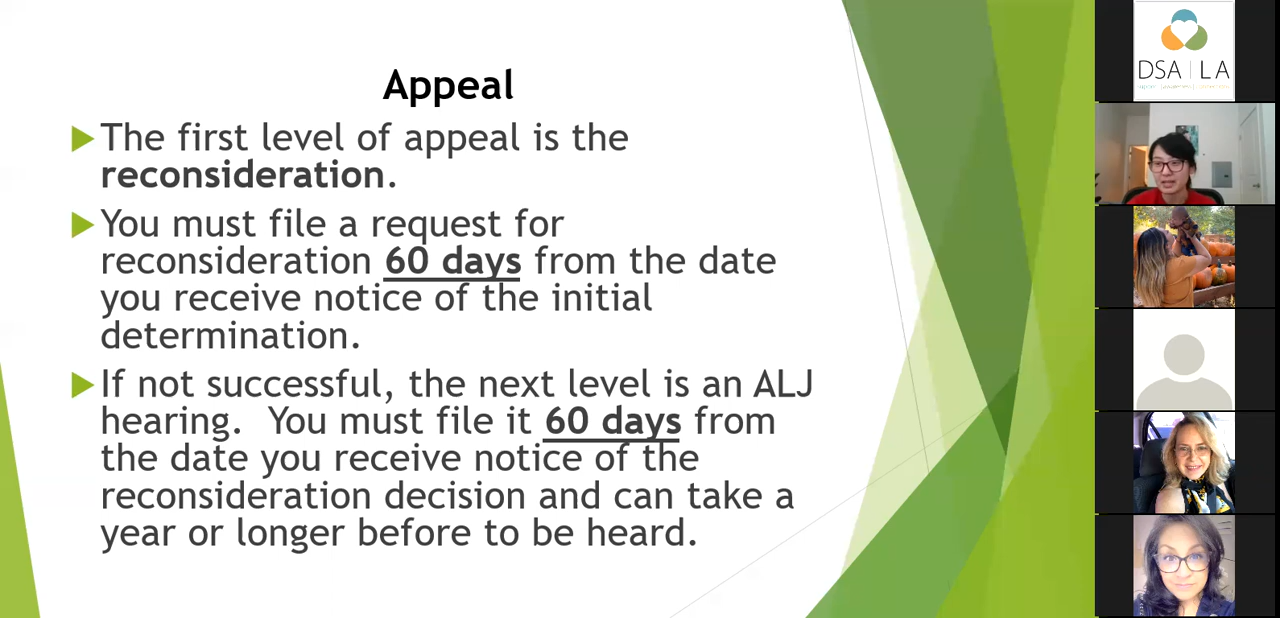 Appeal
The first level of appeal is the
reconsideration.
You must file a request for
reconsideration 60 days from the date
you receive notice of the initial
determination.
If not successful, the next level is an ALJ
hearing.  You must file it 60 days from
the date you receive notice of the
reconsideration decision and can take a
year or longer before to be heard.
DSA | LA